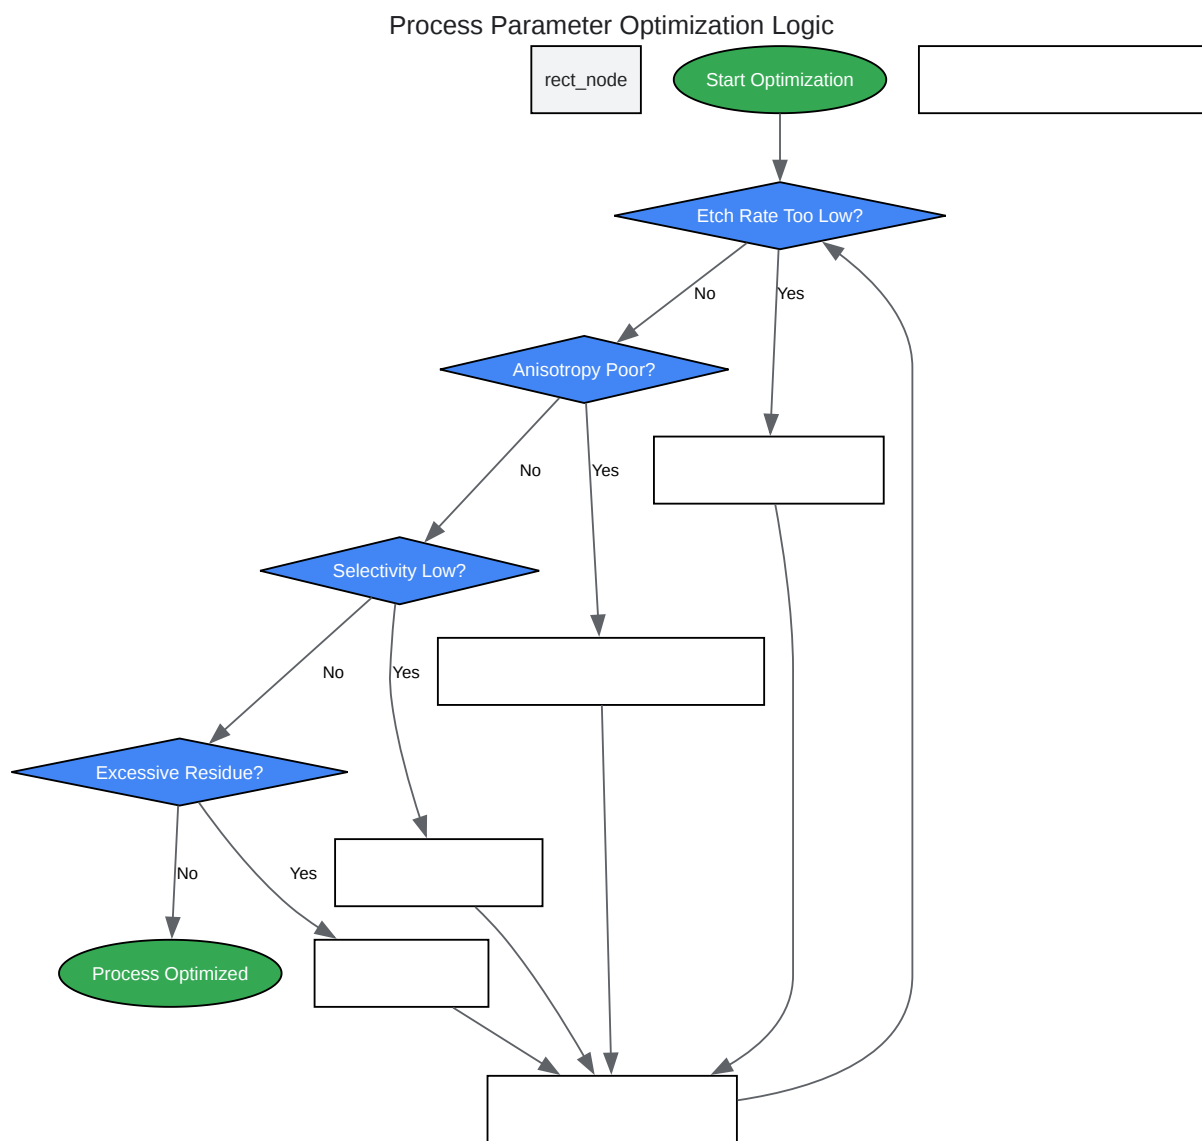 Process Parameter Optimization Logic
rect_node
Start Optimization
Etch Rate Too Low?
No
Yes
Anisotropy Poor?
No
Yes
Selectivity Low?
No
Yes
Excessive Residue?
No
Yes
Process Optimized